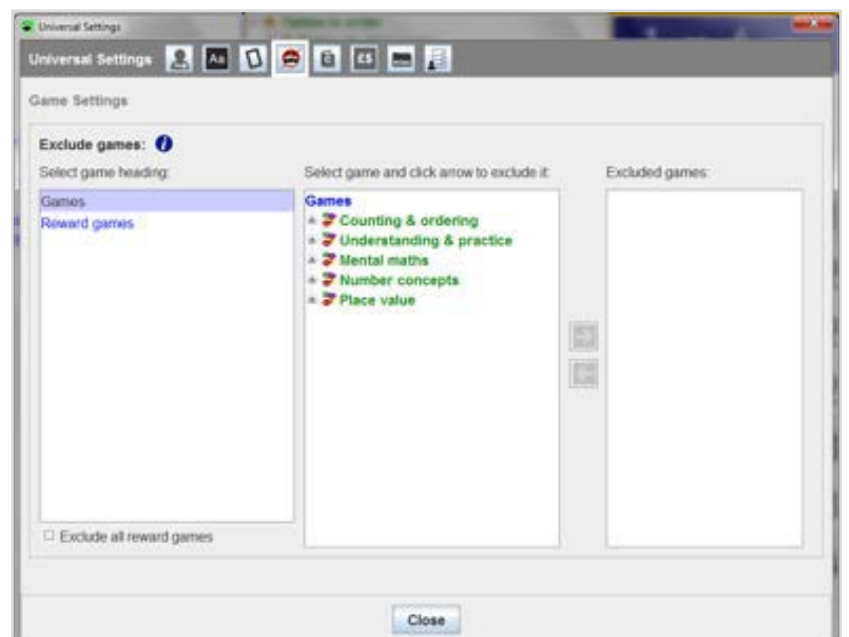 Universal Settings
Universal Settings
Aa
£$
Game Settings
Exclude games: i
Select game heading:
Select game and click arrow to exclude it:
Excluded games:
Games
Reward games
Games
Counting & ordering
Understanding & practice
Mental maths
Number concepts
Place value
Exclude all reward games
Close